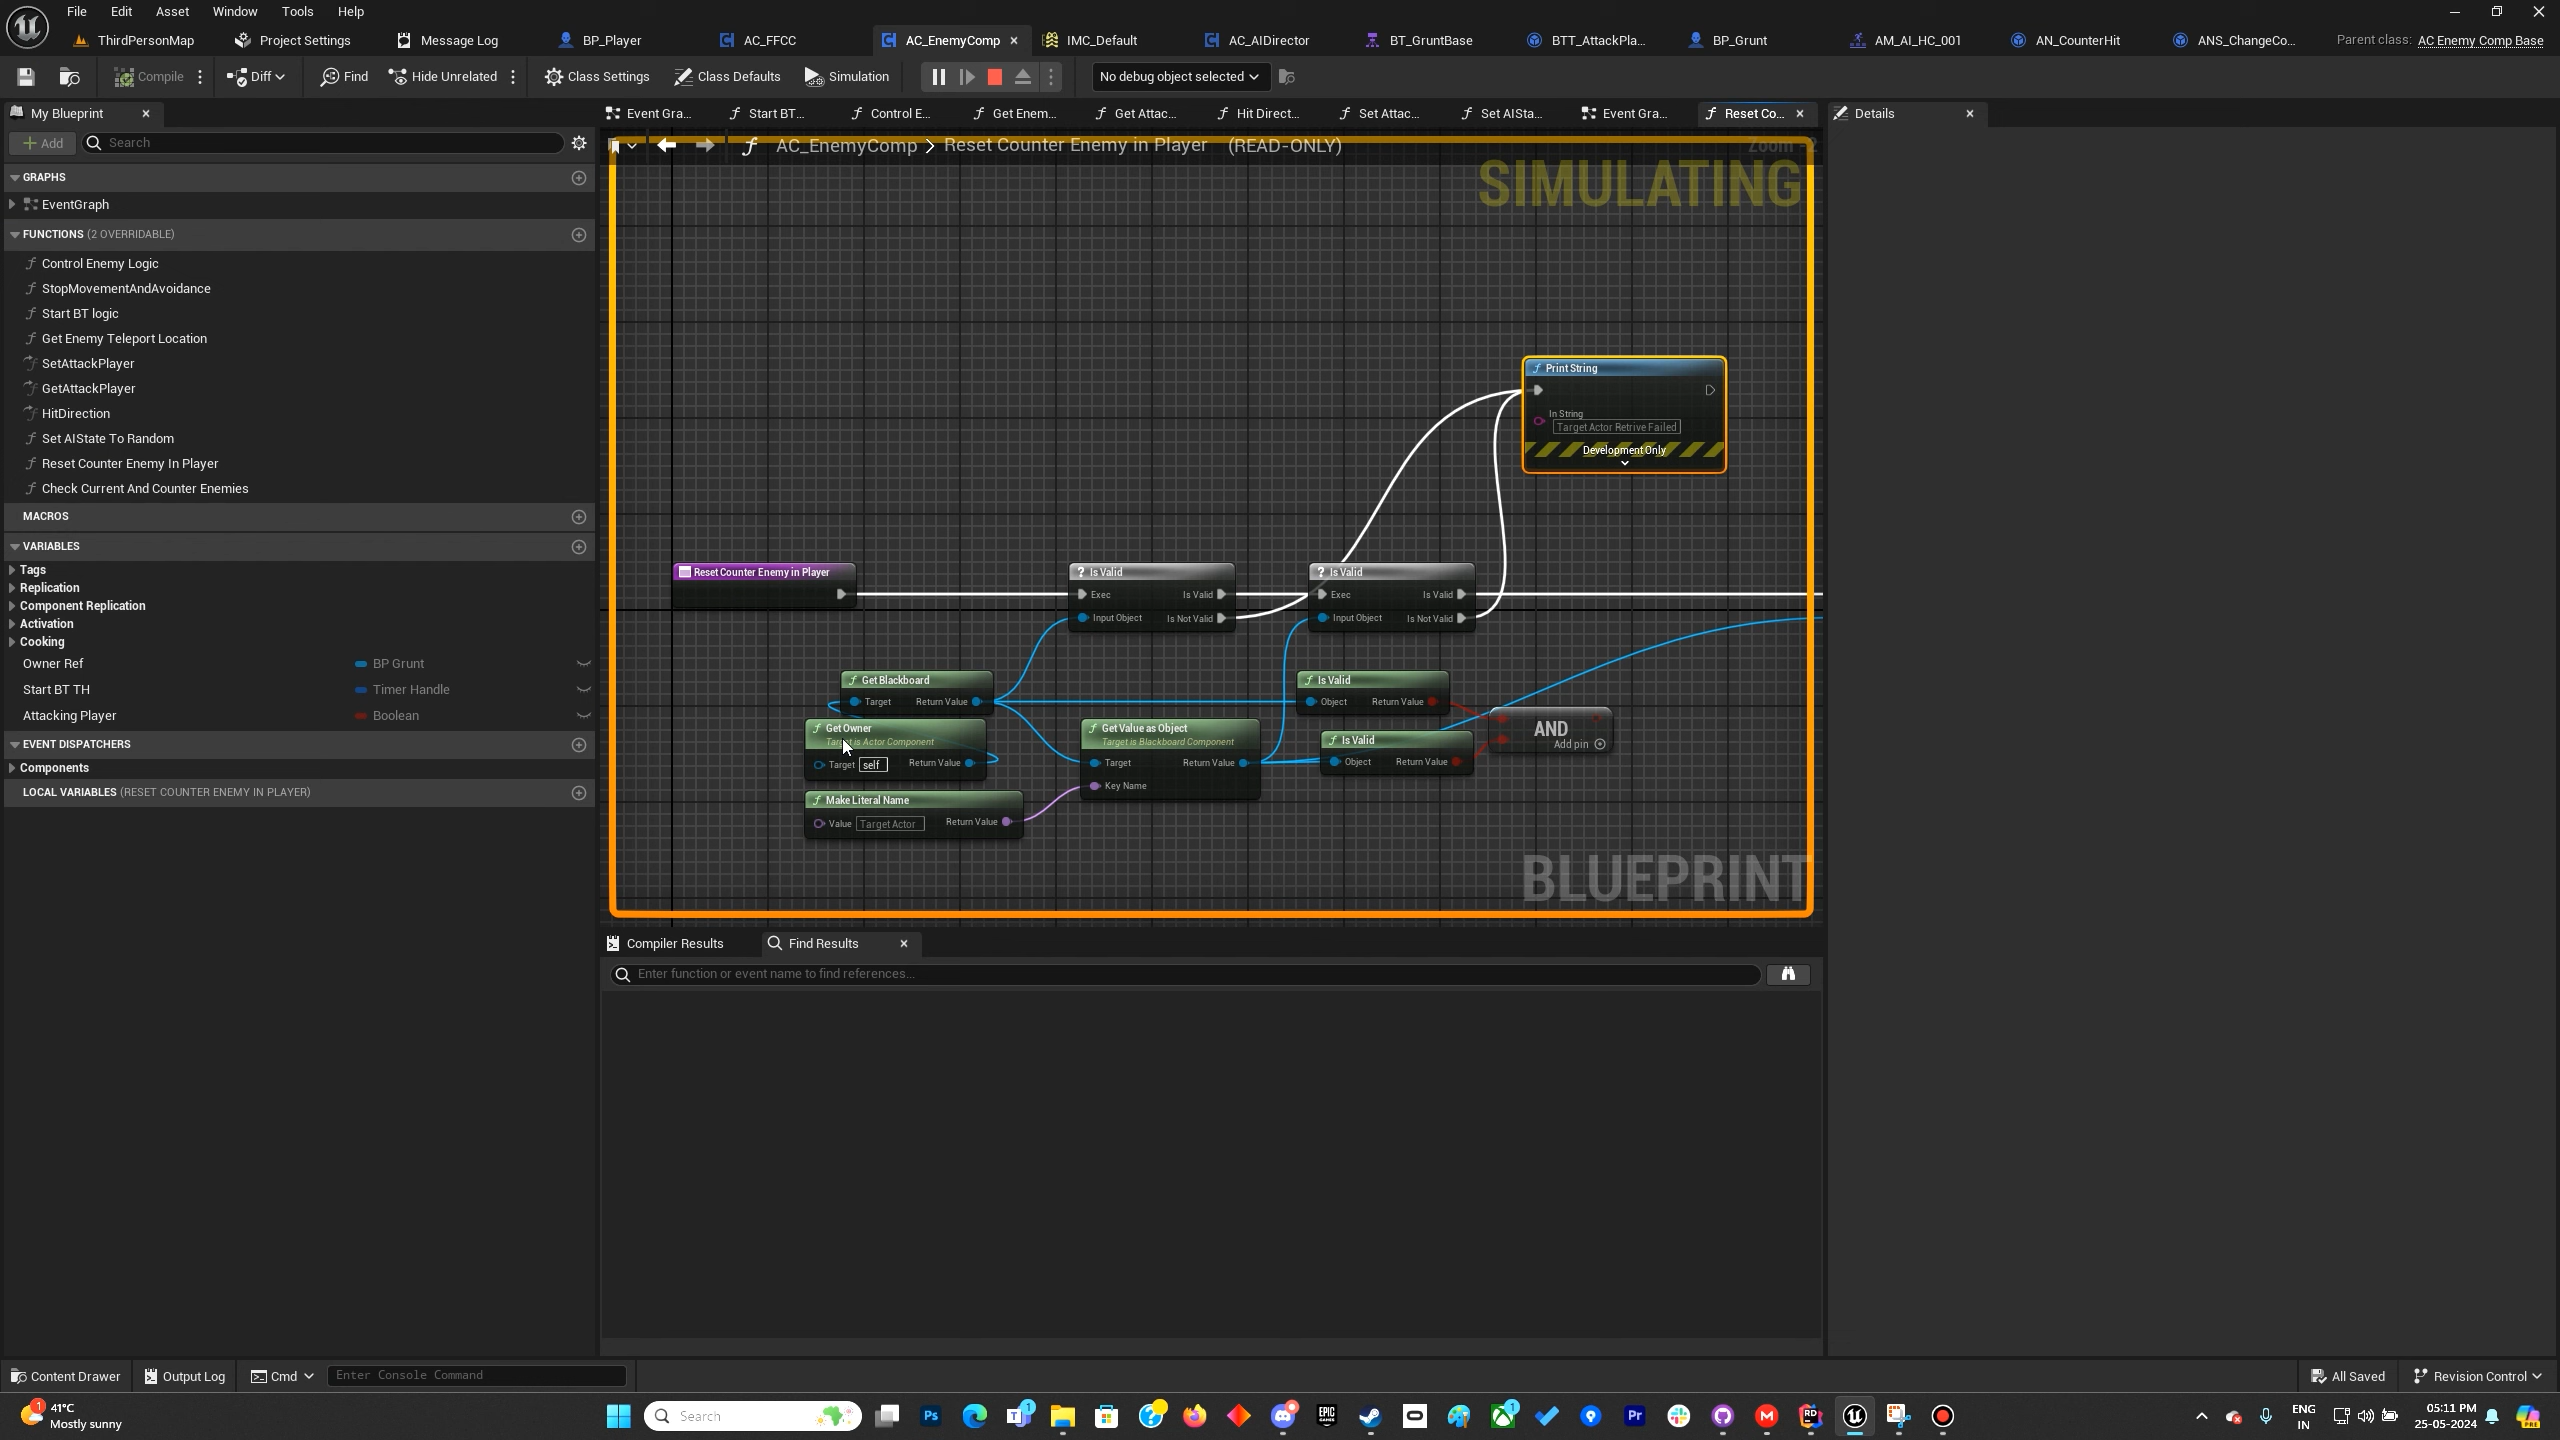 File Edit Asset Window Tools Help
ThirdPersonMap Project Settings Message Log BP_Player AC_FFCC AC_EnemyComp IMC_Default AC_AIDirector BT_GruntBase BTT_AttackPla... BP_Grunt AM_AI_HC_001 AN_CounterHit ANS_ChangeCo... Parent class: AC Enemy Comp Base
Compile Diff Find Hide Unrelated Class Settings Class Defaults Simulation No debug object selected
My Blueprint
Event Gra... Start BT... Control E... Get Enem... Get Attac... Hit Direct... Set Attac... Set AISta... Event Gra... Reset Co... Details
Add Search
AC_EnemyComp > Reset Counter Enemy in Player (READ-ONLY) Zoom -2
SIMULATING
GRAPHS
EventGraph
FUNCTIONS (2 OVERRIDABLE)
Control Enemy Logic
StopMovementAndAvoidance
Start BT logic
Get Enemy Teleport Location
SetAttackPlayer
GetAttackPlayer
HitDirection
Set AIState To Random
Reset Counter Enemy In Player
Check Current And Counter Enemies
MACROS
VARIABLES
Tags
Replication
Component Replication
Activation
Cooking
Owner Ref BP Grunt
Start BT TH Timer Handle
Attacking Player Boolean
EVENT DISPATCHERS
Components
LOCAL VARIABLES (RESET COUNTER ENEMY IN PLAYER)
Print String
In String
Target Actor Retrive Failed
Development Only
Reset Counter Enemy in Player
? Is Valid
Exec Is Valid
Input Object Is Not Valid
? Is Valid
Exec Is Valid
Input Object Is Not Valid
Get Blackboard
Target Return Value
Is Valid
Object Return Value
Get Owner
Target is Actor Component
Target self Return Value
Get Value as Object
Target is Blackboard Component
Target Return Value
Key Name
Is Valid
Object Return Value
AND
Add pin
Make Literal Name
Value Target Actor Return Value
BLUEPRINT
Compiler Results Find Results
Enter function or event name to find references...
Content Drawer Output Log Cmd Enter Console Command All Saved Revision Control
1
41°C
Mostly sunny
Search
Ps
1
EPIC GAMES
1
Pr
M
RD
ENG
IN
05:11 PM
25-05-2024
PRE